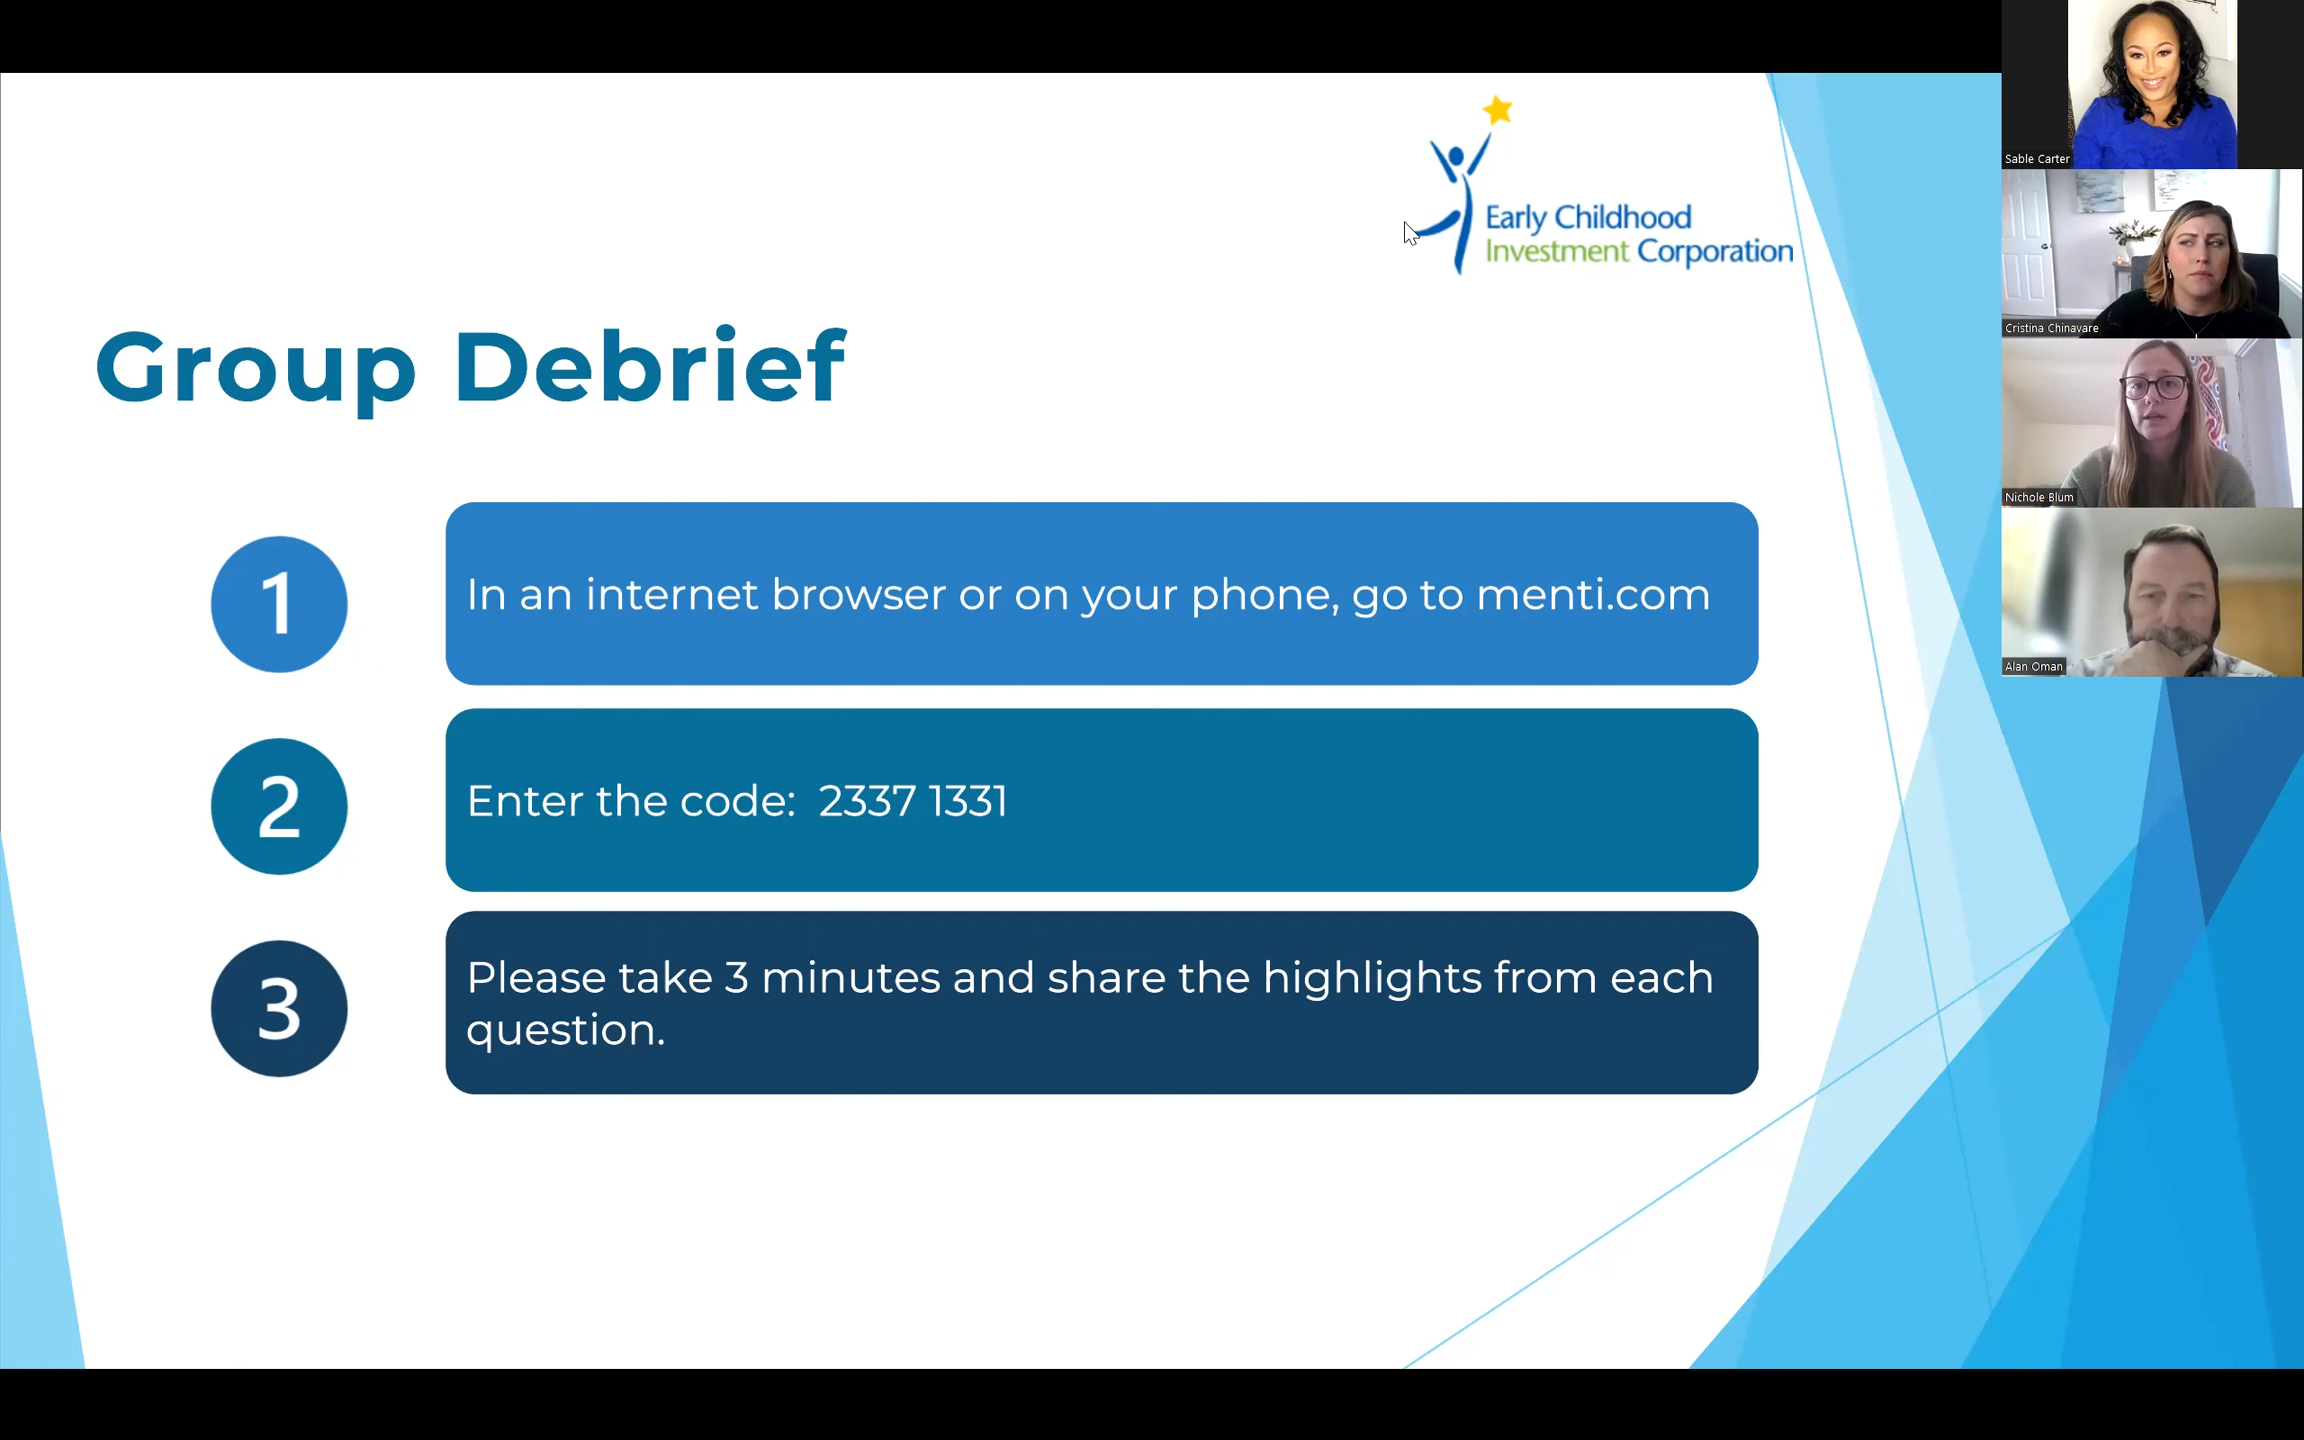 Early Childhood
Investment Corporation
Group Debrief
1
In an internet browser or on your phone, go to menti.com
2
Enter the code:  2337 1331
3
Please take 3 minutes and share the highlights from each
question.
Sable Carter
Cristina Chinavare
Nichole Blum
Alan Oman